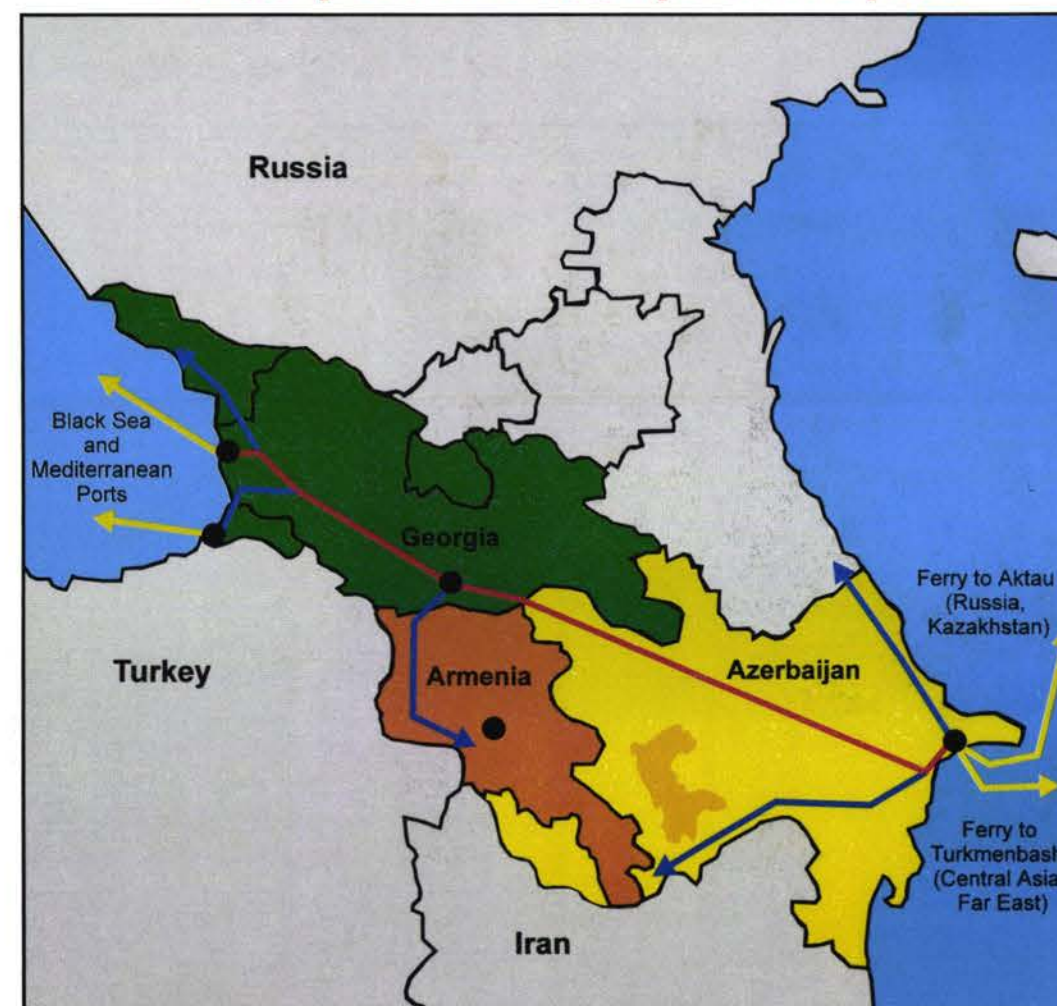 Russia
Black Sea
and
Mediterranean
Ports
Georgia
Ferry to Aktau
(Russia,
Kazakhstan)
Turkey
Armenia
Azerbaijan
Ferry to
Turkmenbash
(Central Asia
Far East)
Iran